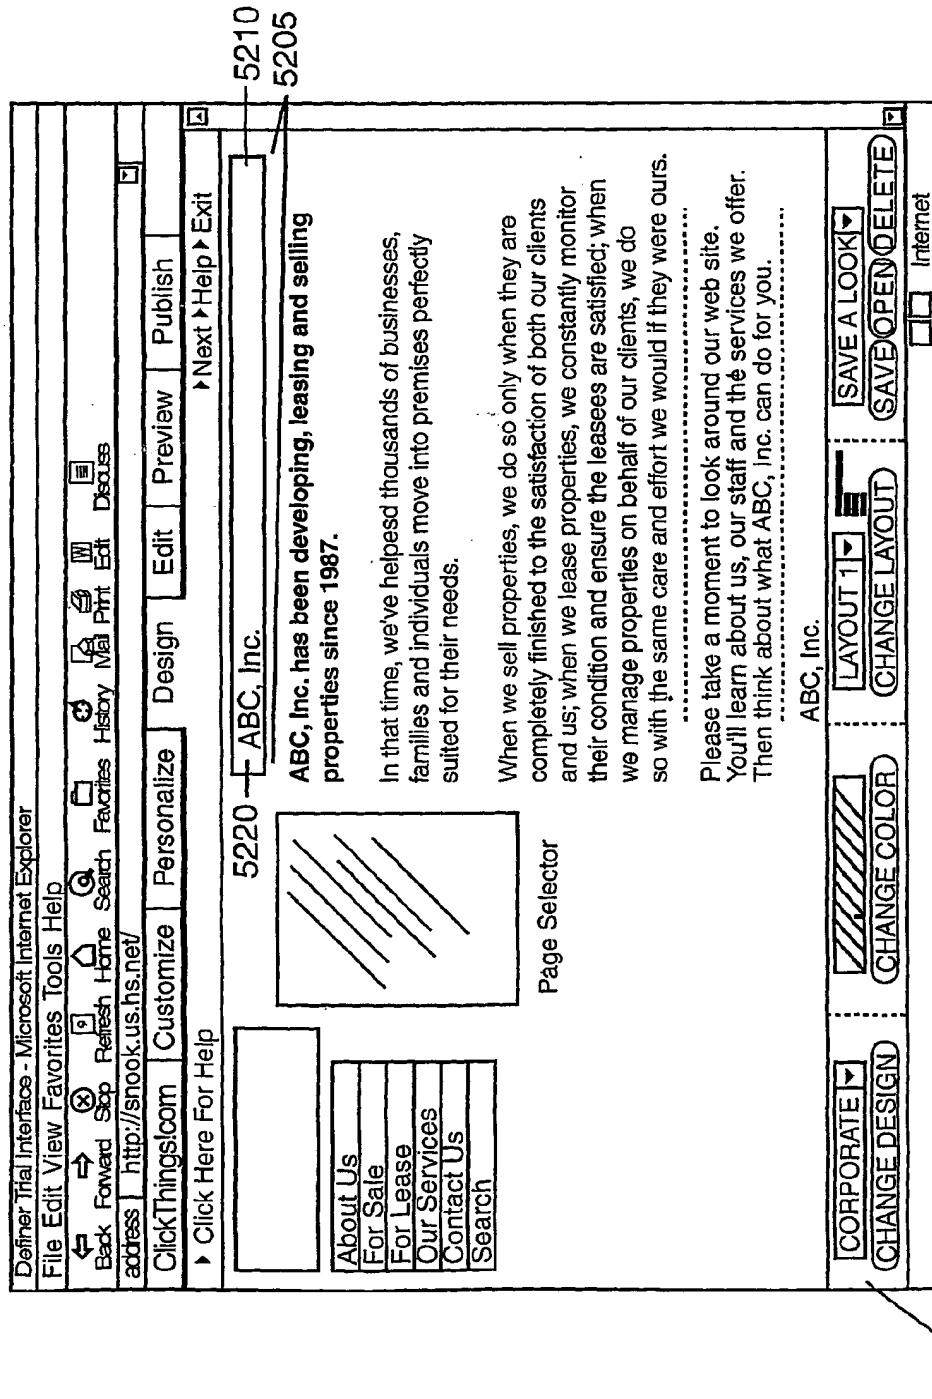 Definer Trial Interface - Microsoft Internet Explorer
File Edit View Favorites Tools Help
Back Forward Stop Refresh Home Search Favorites History Mail Print Edit Discuss
address http://snook.us.hs.net/
ClickThings!com Customize Personalize Design Edit Preview Publish
Click Here For Help Next Help Exit
5220 ABC, Inc. 5210
5205
ABC, Inc. has been developing, leasing and selling
properties since 1987.
In that time, we've helpesd thousands of businesses,
families and individuals move into premises perfectly
suited for their needs.
About Us
For Sale
For Lease
Our Services
Contact Us
Search
Page Selector
When we sell properties, we do so only when they are
completely finished to the satisfaction of both our clients
and us; when we lease properties, we constantly monitor
their condition and ensure the leasees are satisfied; when
we manage properties on behalf of our clients, we do
so with the same care and effort we would if they were ours.
Please take a moment to look around our web site.
You'll learn about us, our staff and the services we offer.
Then think about what ABC, Inc. can do for you.
ABC, Inc.
CORPORATE LAYOUT 1 SAVE A LOOK
CHANGE DESIGN CHANGE COLOR CHANGE LAYOUT SAVE OPEN DELETE
Internet